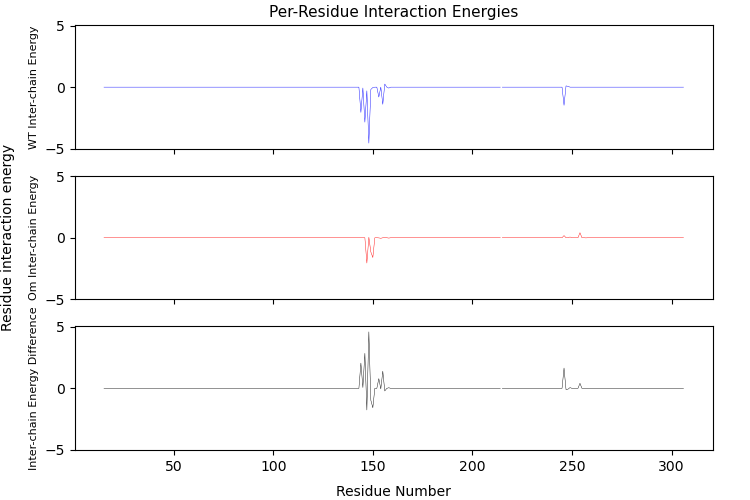 Per-Residue Interaction Energies
Residue interaction energy
WT Inter-chain Energy
5
0
−5
Om Inter-chain Energy
5
0
−5
Inter-chain Energy Difference
5
0
−5
50
100
150
200
250
300
Residue Number